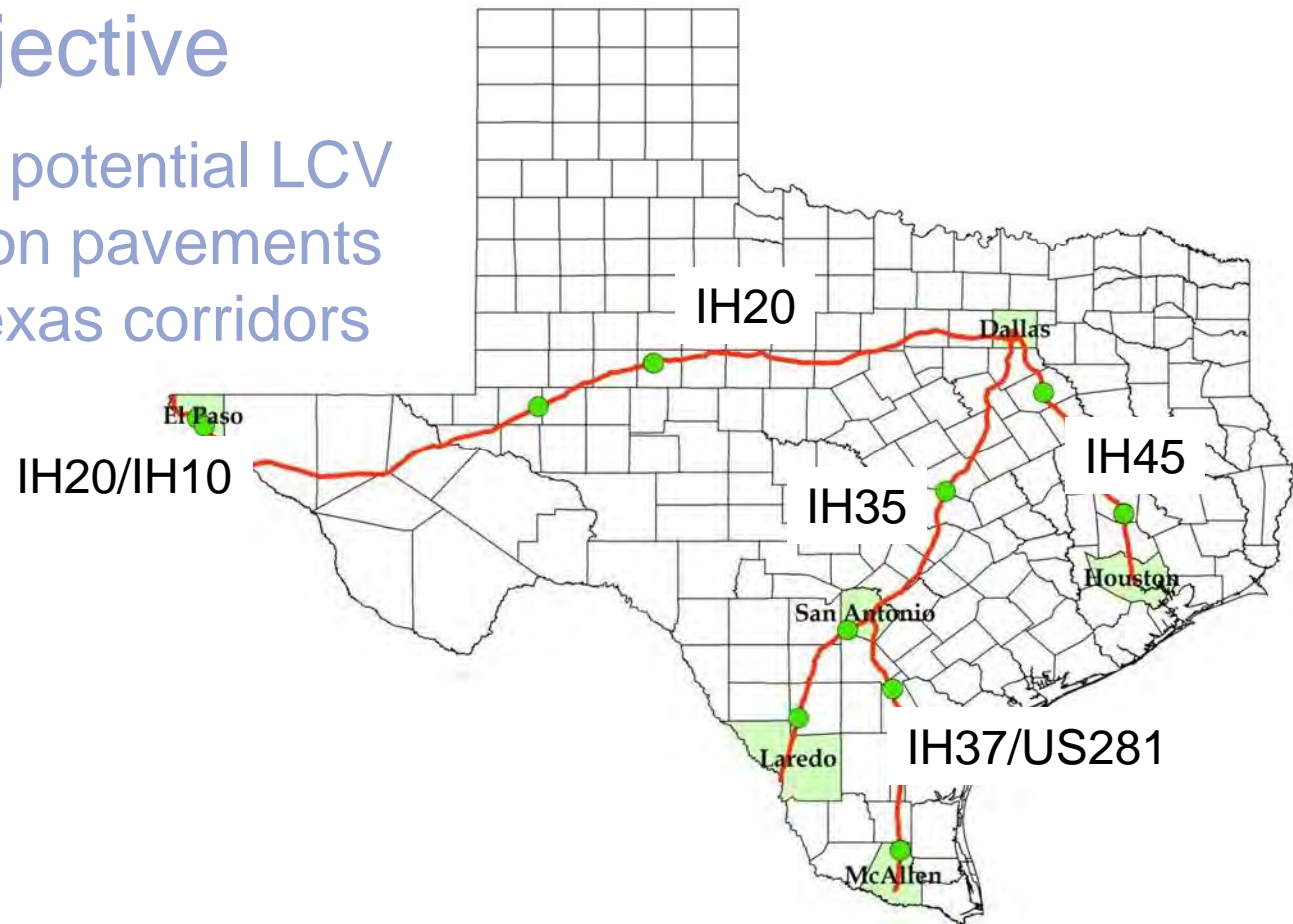 jective
potential LCV
on pavements
exas corridors
IH20
Dallas
El Paso
IH20/IH10
IH45
IH35
Houston
San Antonio
IH37/US281
Laredo
McAllen